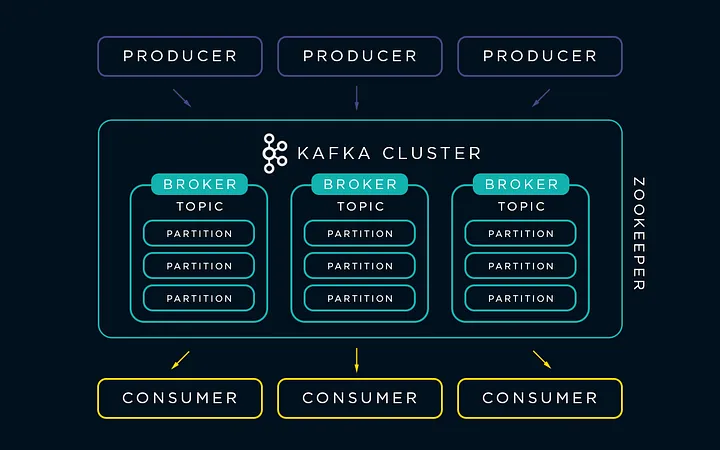 PRODUCER PRODUCER PRODUCER
KAFKA CLUSTER
BROKER BROKER BROKER
TOPIC TOPIC TOPIC
PARTITION PARTITION PARTITION
PARTITION PARTITION PARTITION
PARTITION PARTITION PARTITION
ZOOKEEPER
CONSUMER CONSUMER CONSUMER